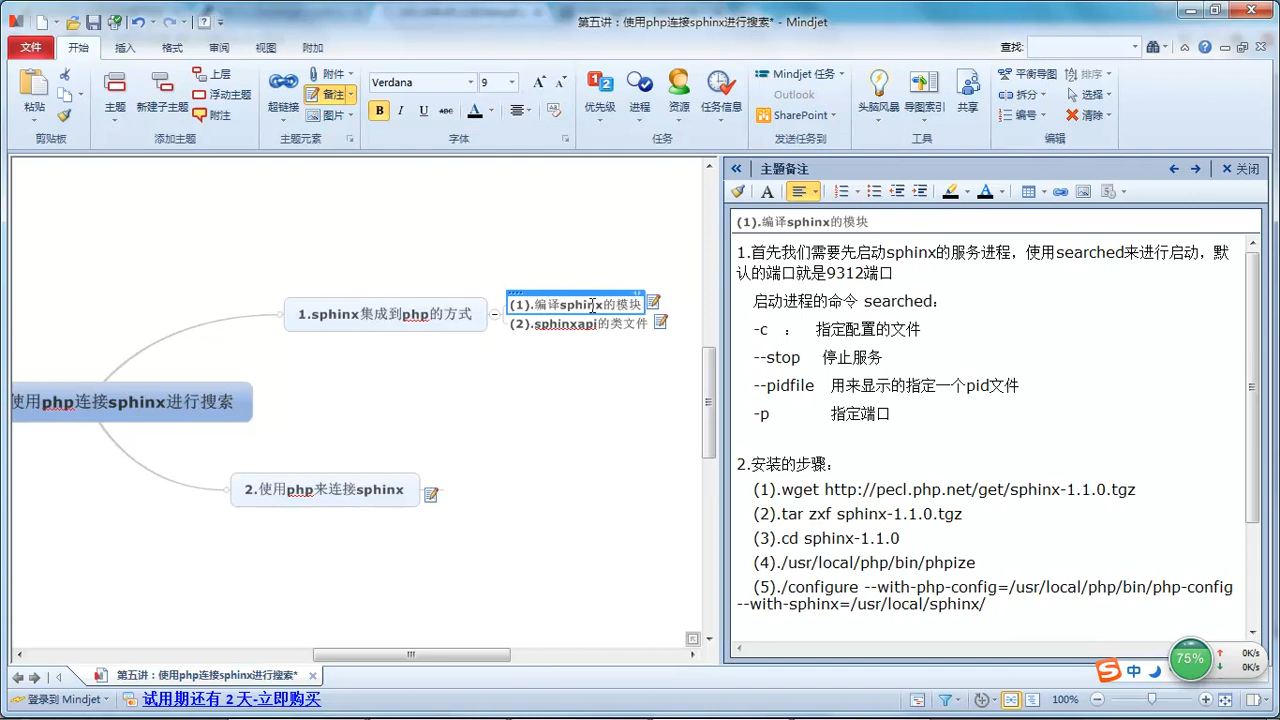 第五讲：使用php连接sphinx进行搜索* - Mindjet
文件 开始 插入 格式 审阅 视图 附加 查找:
粘贴 剪贴板
主题 新建子主题 上层 浮动主题 附注 添加主题
超链接 附件 备注 图片 主题元素
Verdana 9 B I U abc A 字体
优先级 进程 资源 任务信息 任务
Mindjet 任务 Outlook SharePoint 发送任务到
头脑风暴 导图索引 共享 工具
平衡导图 拆分 编号 排序 选择 清除 编辑
1.sphinx集成到php的方式
(1).编译sphinx的模块
(2).sphinxapi的类文件
使用php连接sphinx进行搜索
2.使用php来连接sphinx
主题备注 关闭
(1).编译sphinx的模块
1.首先我们需要先启动sphinx的服务进程，使用searched来进行启动，默
认的端口就是9312端口
启动进程的命令 searched：
-c ： 指定配置的文件
--stop 停止服务
--pidfile 用来显示的指定一个pid文件
-p 指定端口
2.安装的步骤：
(1).wget http://pecl.php.net/get/sphinx-1.1.0.tgz
(2).tar zxf sphinx-1.1.0.tgz
(3).cd sphinx-1.1.0
(4)./usr/local/php/bin/phpize
(5)./configure --with-php-config=/usr/local/php/bin/php-config
--with-sphinx=/usr/local/sphinx/
第五讲：使用php连接sphinx进行搜索*
中 75% 0K/s
0K/s
登录到 Mindjet 试用期还有 2 天-立即购买 100%